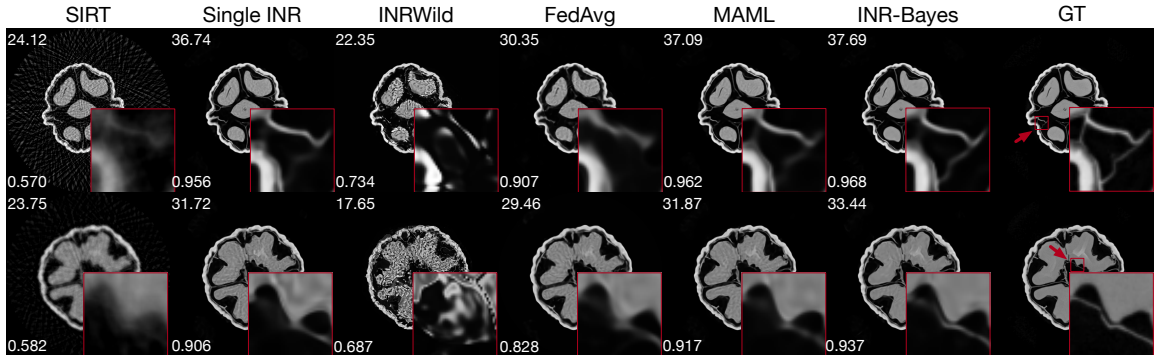 SIRT Single INR INRWild FedAvg MAML INR-Bayes GT
24.12 36.74 22.35 30.35 37.09 37.69
0.570 0.956 0.734 0.907 0.962 0.968
23.75 31.72 17.65 29.46 31.87 33.44
0.582 0.906 0.687 0.828 0.917 0.937